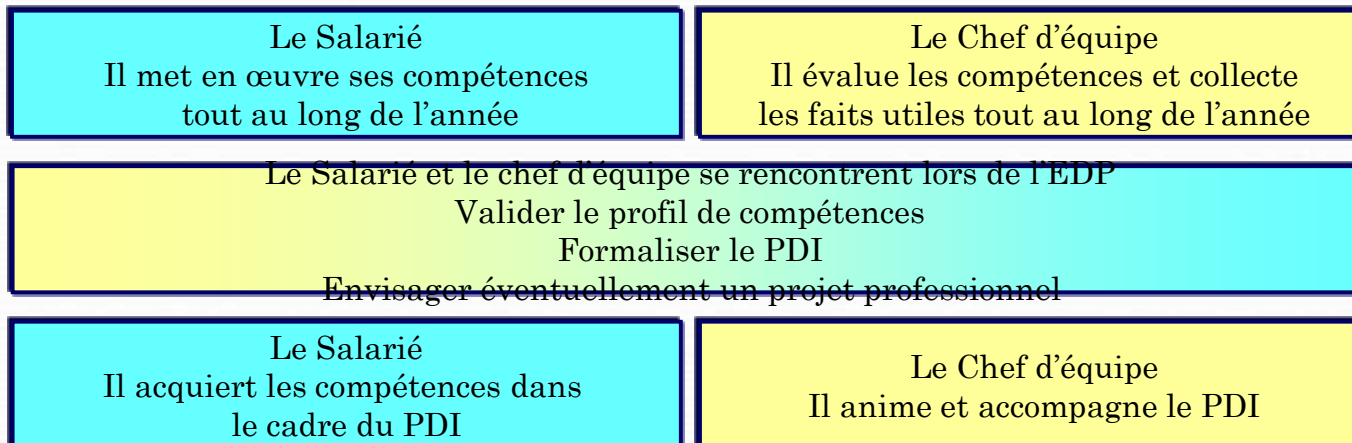 Le Salarié
Il met en œuvre ses compétences
tout au long de l’année
Le Chef d’équipe
Il évalue les compétences et collecte
les faits utiles tout au long de l’année
Le Salarié et le chef d’équipe se rencontrent lors de l’EDP
Valider le profil de compétences
Formaliser le PDI
Envisager éventuellement un projet professionnel
Le Salarié
Il acquiert les compétences dans
le cadre du PDI
Le Chef d’équipe
Il anime et accompagne le PDI